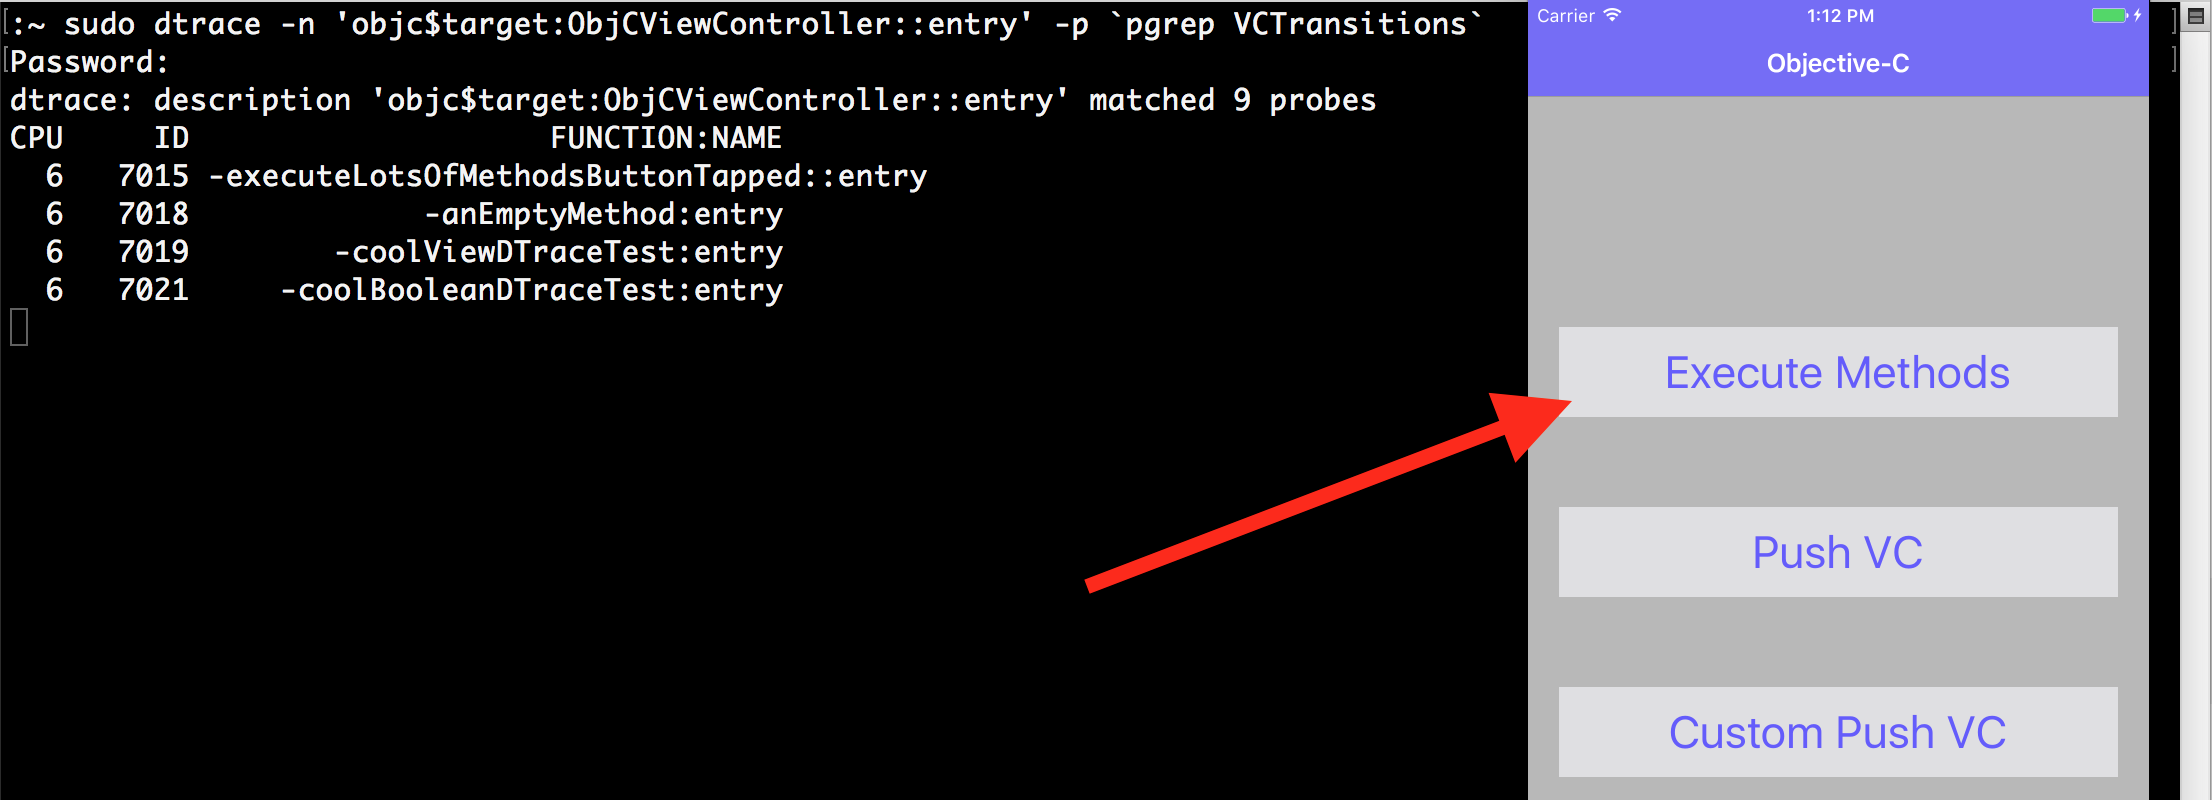 :~ sudo dtrace -n 'objc$target:ObjCViewController::entry' -p `pgrep VCTransitions`
Password:
dtrace: description 'objc$target:ObjCViewController::entry' matched 9 probes
CPU     ID                    FUNCTION:NAME
  6   7015 -executeLotsOfMethodsButtonTapped::entry
  6   7018             -anEmptyMethod:entry
  6   7019        -coolViewDTraceTest:entry
  6   7021     -coolBooleanDTraceTest:entry
Carrier 1:12 PM
Objective-C
Execute Methods
Push VC
Custom Push VC